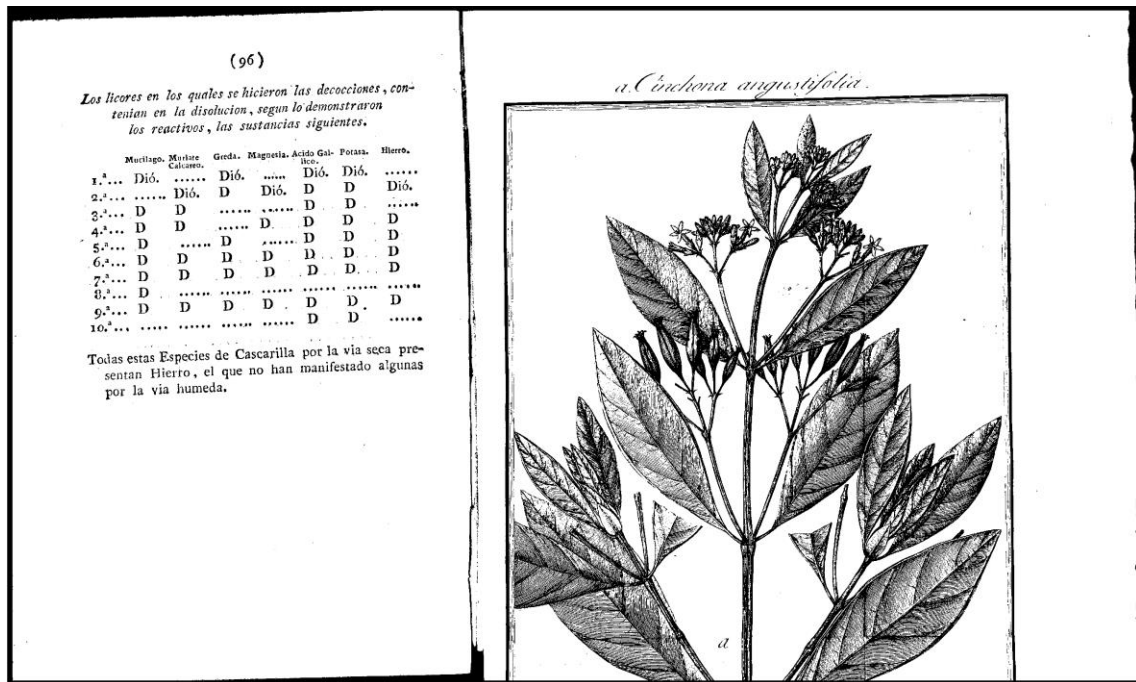 (96)
Los licores en los quales se hicieron las decocciones, con-
tenian en la disolucion, segun lo demonstraron
los reactivos, las sustancias siguientes.
Mucilago. Muriate Calcareo. Greda. Magnesia. Acido Gal-lico. Potasa. Hierro.
1.ª... Dió. ...... Dió. ...... Dió. Dió. ......
2.ª... ...... Dió. D Dió. D D Dió.
3.ª... D D ...... ...... D D ......
4.ª... D D ...... D D D D
5.ª... D ...... D ...... D D D
6.ª... D D D D D D D
7.ª... D D D D D D D
8.ª... D ...... ...... ...... ...... ...... ......
9.ª... D D D D D D D
10.ª... ..... ...... ...... ...... D D ......
Todas estas Especies de Cascarilla por la via seca pre-
sentan Hierro, el que no han manifestado algunas
por la via humeda.
a. Cinchona angustifolia.
a